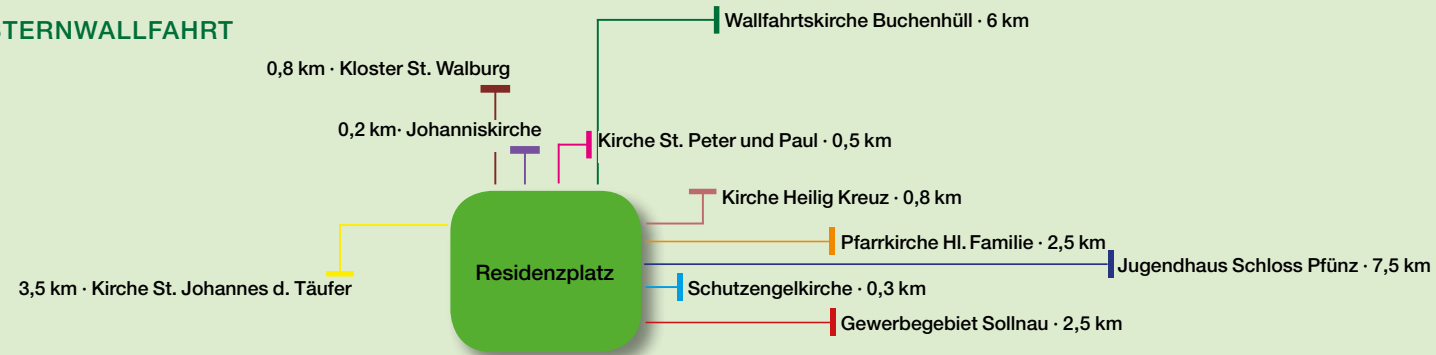 STERNWALLFAHRT
Wallfahrtskirche Buchenhüll · 6 km
0,8 km · Kloster St. Walburg
0,2 km· Johanniskirche
Kirche St. Peter und Paul · 0,5 km
Kirche Heilig Kreuz · 0,8 km
Pfarrkirche Hl. Familie · 2,5 km
Jugendhaus Schloss Pfünz · 7,5 km
Residenzplatz
3,5 km · Kirche St. Johannes d. Täufer
Schutzengelkirche · 0,3 km
Gewerbegebiet Sollnau · 2,5 km